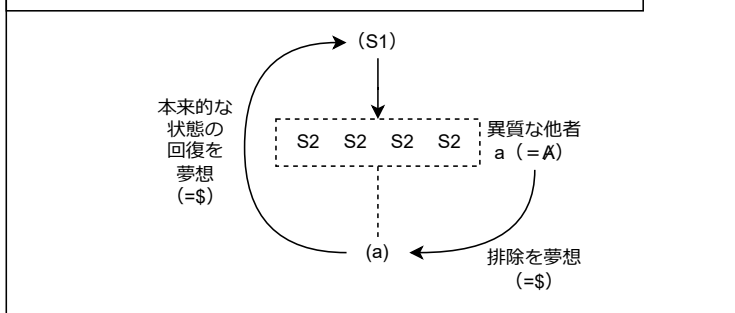 （S1）
本来的な
状態の
回復を
夢想
（=$）
S2 S2 S2 S2
異質な他者
a（＝A̸）
(a)
排除を夢想
（=$）